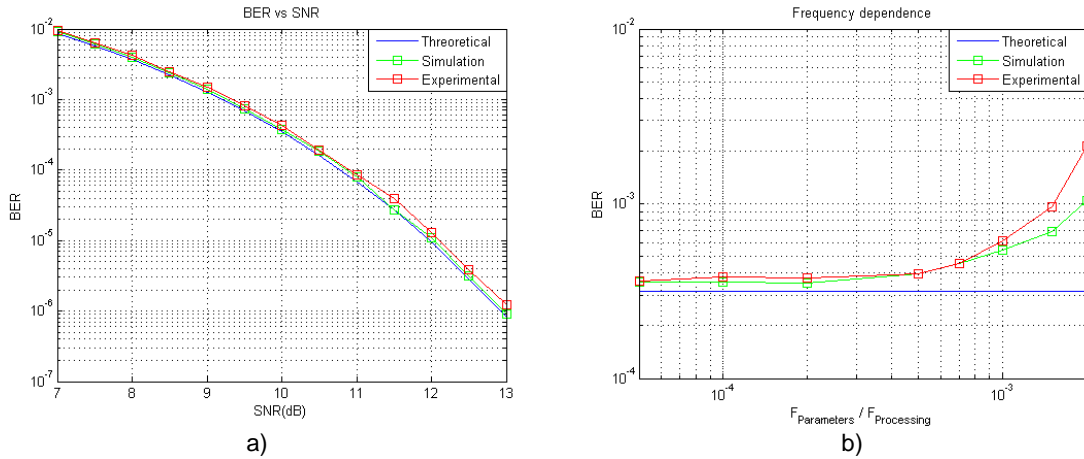 BER vs SNR
10^-2
10^-3
10^-4
10^-5
10^-6
10^-7
BER
7 8 9 10 11 12 13
SNR(dB)
Threoretical
Simulation
Experimental
a)
Frequency dependence
10^-2
10^-3
10^-4
BER
10^-4 10^-3
F_Parameters / F_Processing
Theoretical
Simulation
Experimental
b)